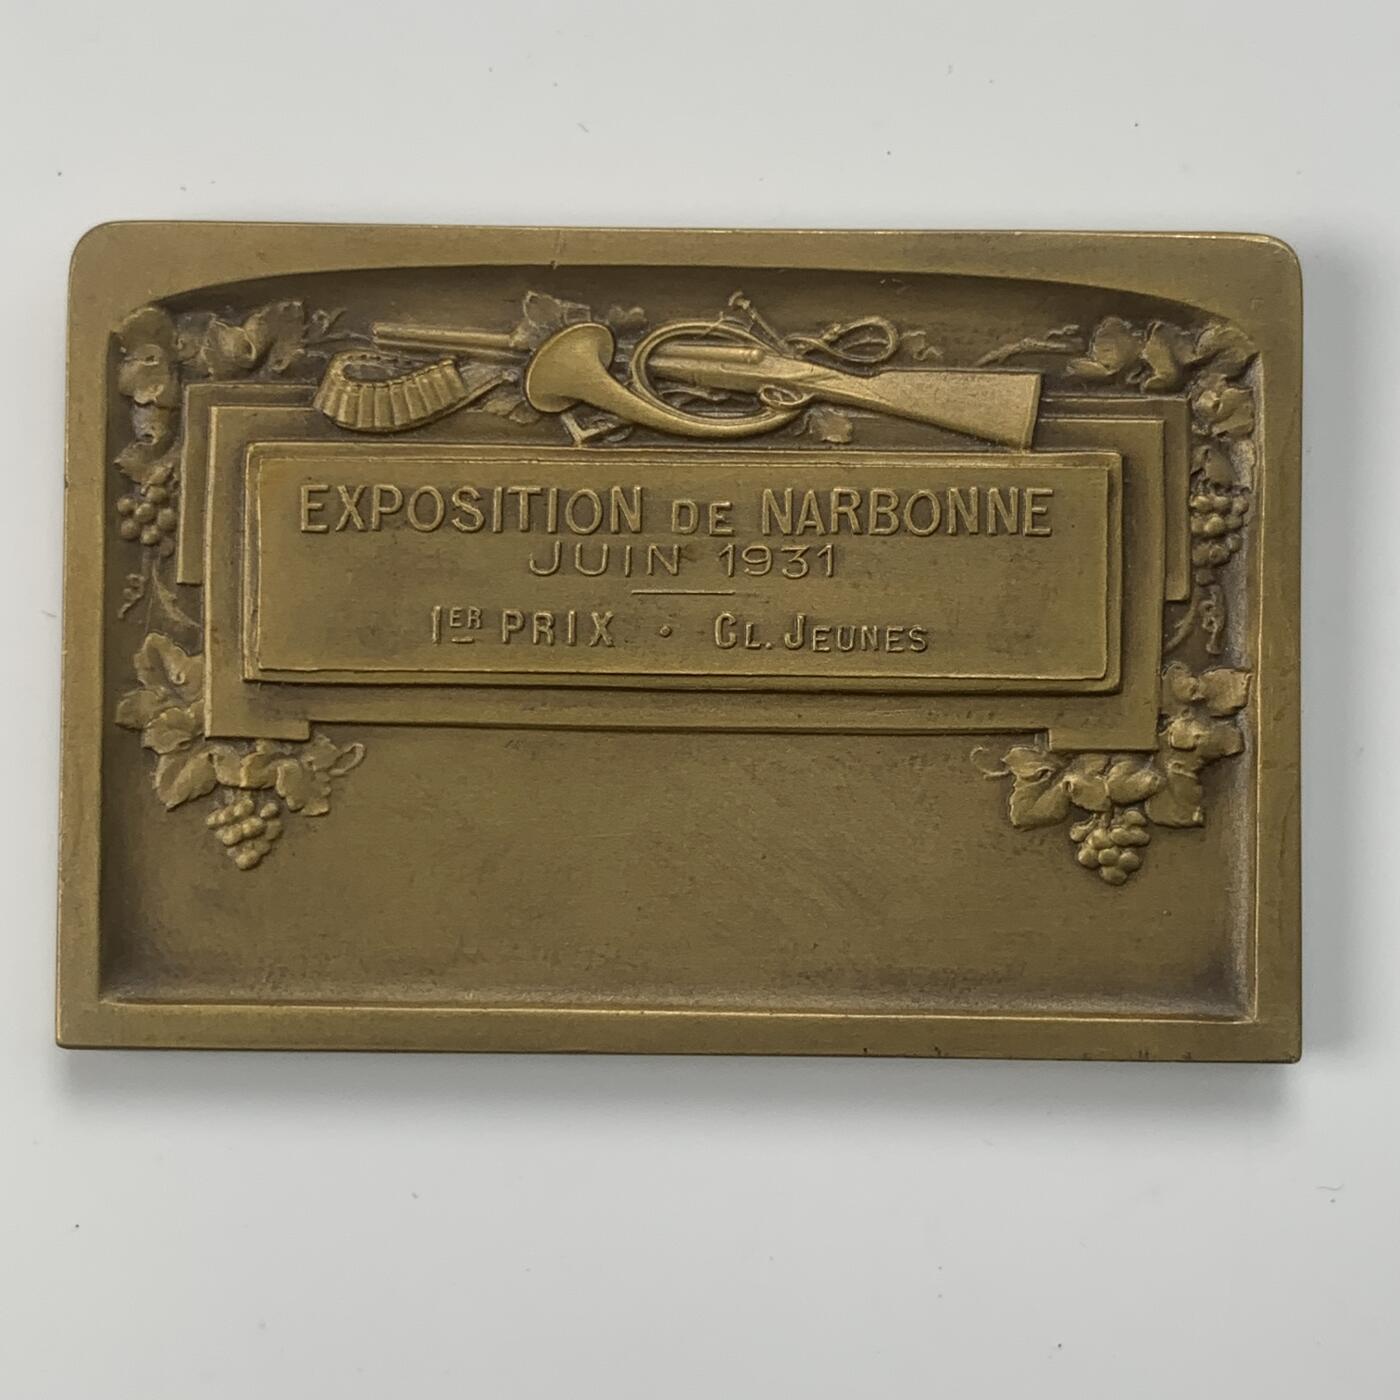 EXPOSITION DE NARBONNE
JUIN 1931
1ER PRIX · CL. JEUNES